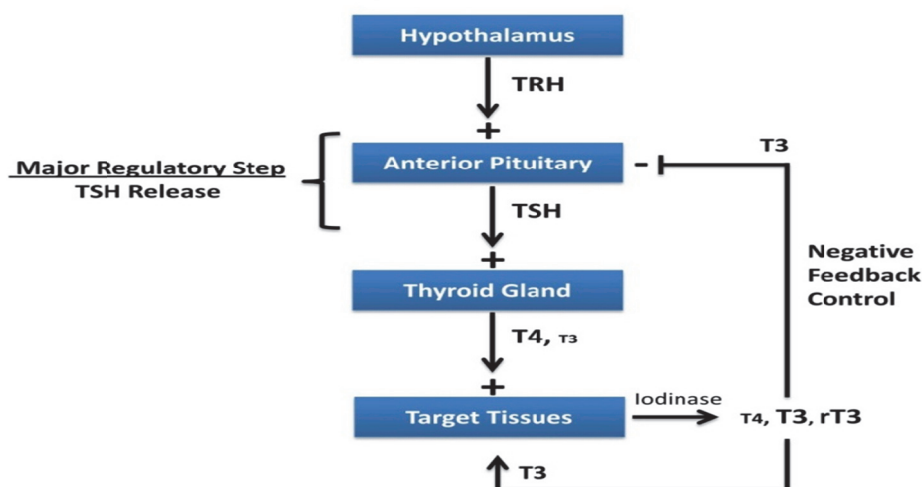 Hypothalamus
TRH
+
Anterior Pituitary
-
T3
Major Regulatory Step
TSH Release
TSH
+
Negative
Feedback
Control
Thyroid Gland
T4, T3
+
Target Tissues
Iodinase
T4, T3, rT3
T3